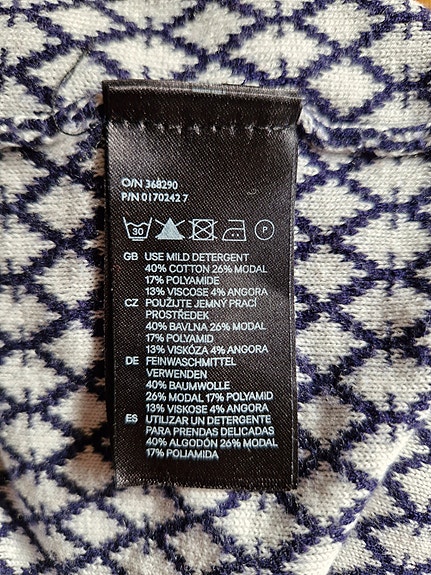 O/N 368290
P/N 0170242 7
30 P
GB USE MILD DETERGENT
40% COTTON 26% MODAL
17% POLYAMIDE
13% VISCOSE 4% ANGORA
CZ POUŽIJTE JEMNÝ PRACÍ
PROSTŘEDEK
40% BAVLNA 26% MODAL
17% POLYAMID
13% VISKÓZA 4% ANGORA
DE FEINWASCHMITTEL
VERWENDEN
40% BAUMWOLLE
26% MODAL 17% POLYAMID
13% VISKOSE 4% ANGORA
ES UTILIZAR UN DETERGENTE
PARA PRENDAS DELICADAS
40% ALGODÓN 26% MODAL
17% POLIAMIDA